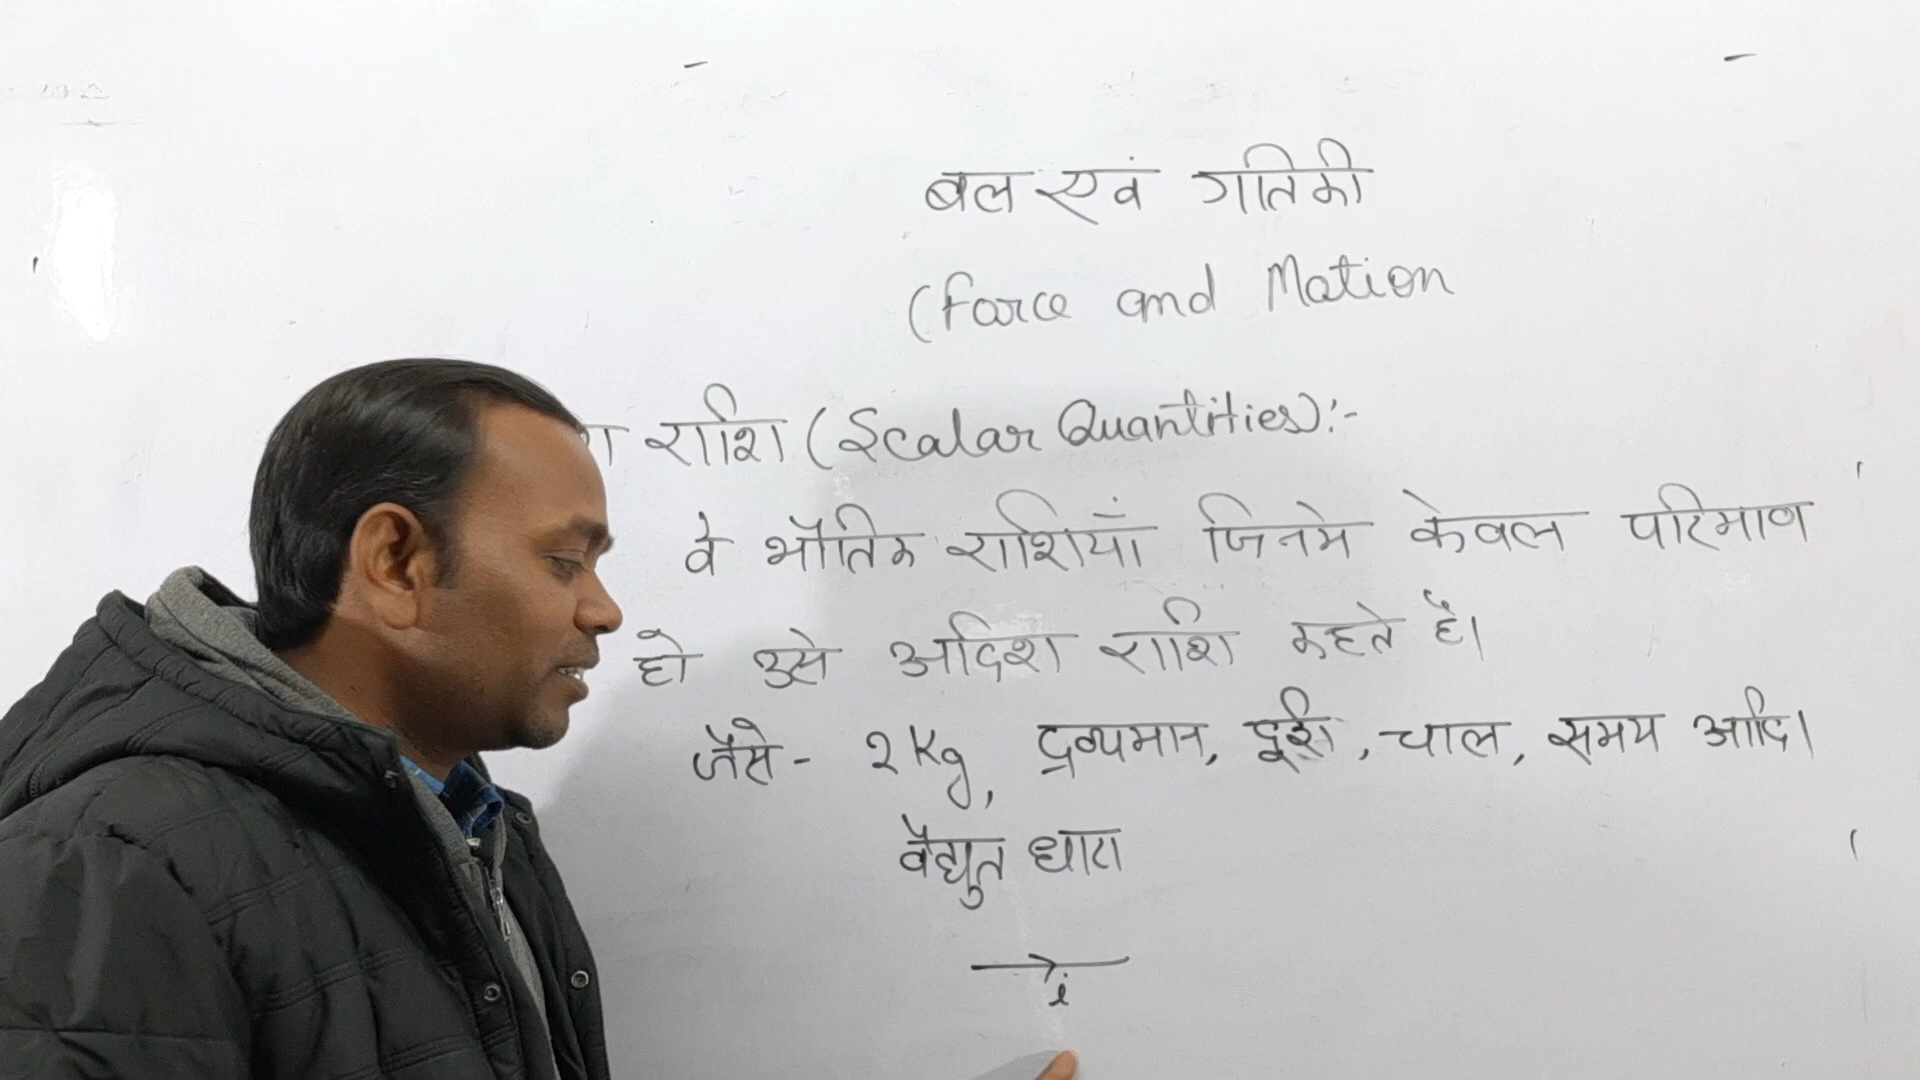 बल एवं गतिकी
(Force and Motion
राशि (Scalar Quantities):-
वे भौतिक राशियाँ जिनमे केवल परिमाण
हो उसे अदिश राशि कहते है।
जैसे- 2 Kg, द्रव्यमान, दूरी, चाल, समय आदि।
वैद्युत धारा
i